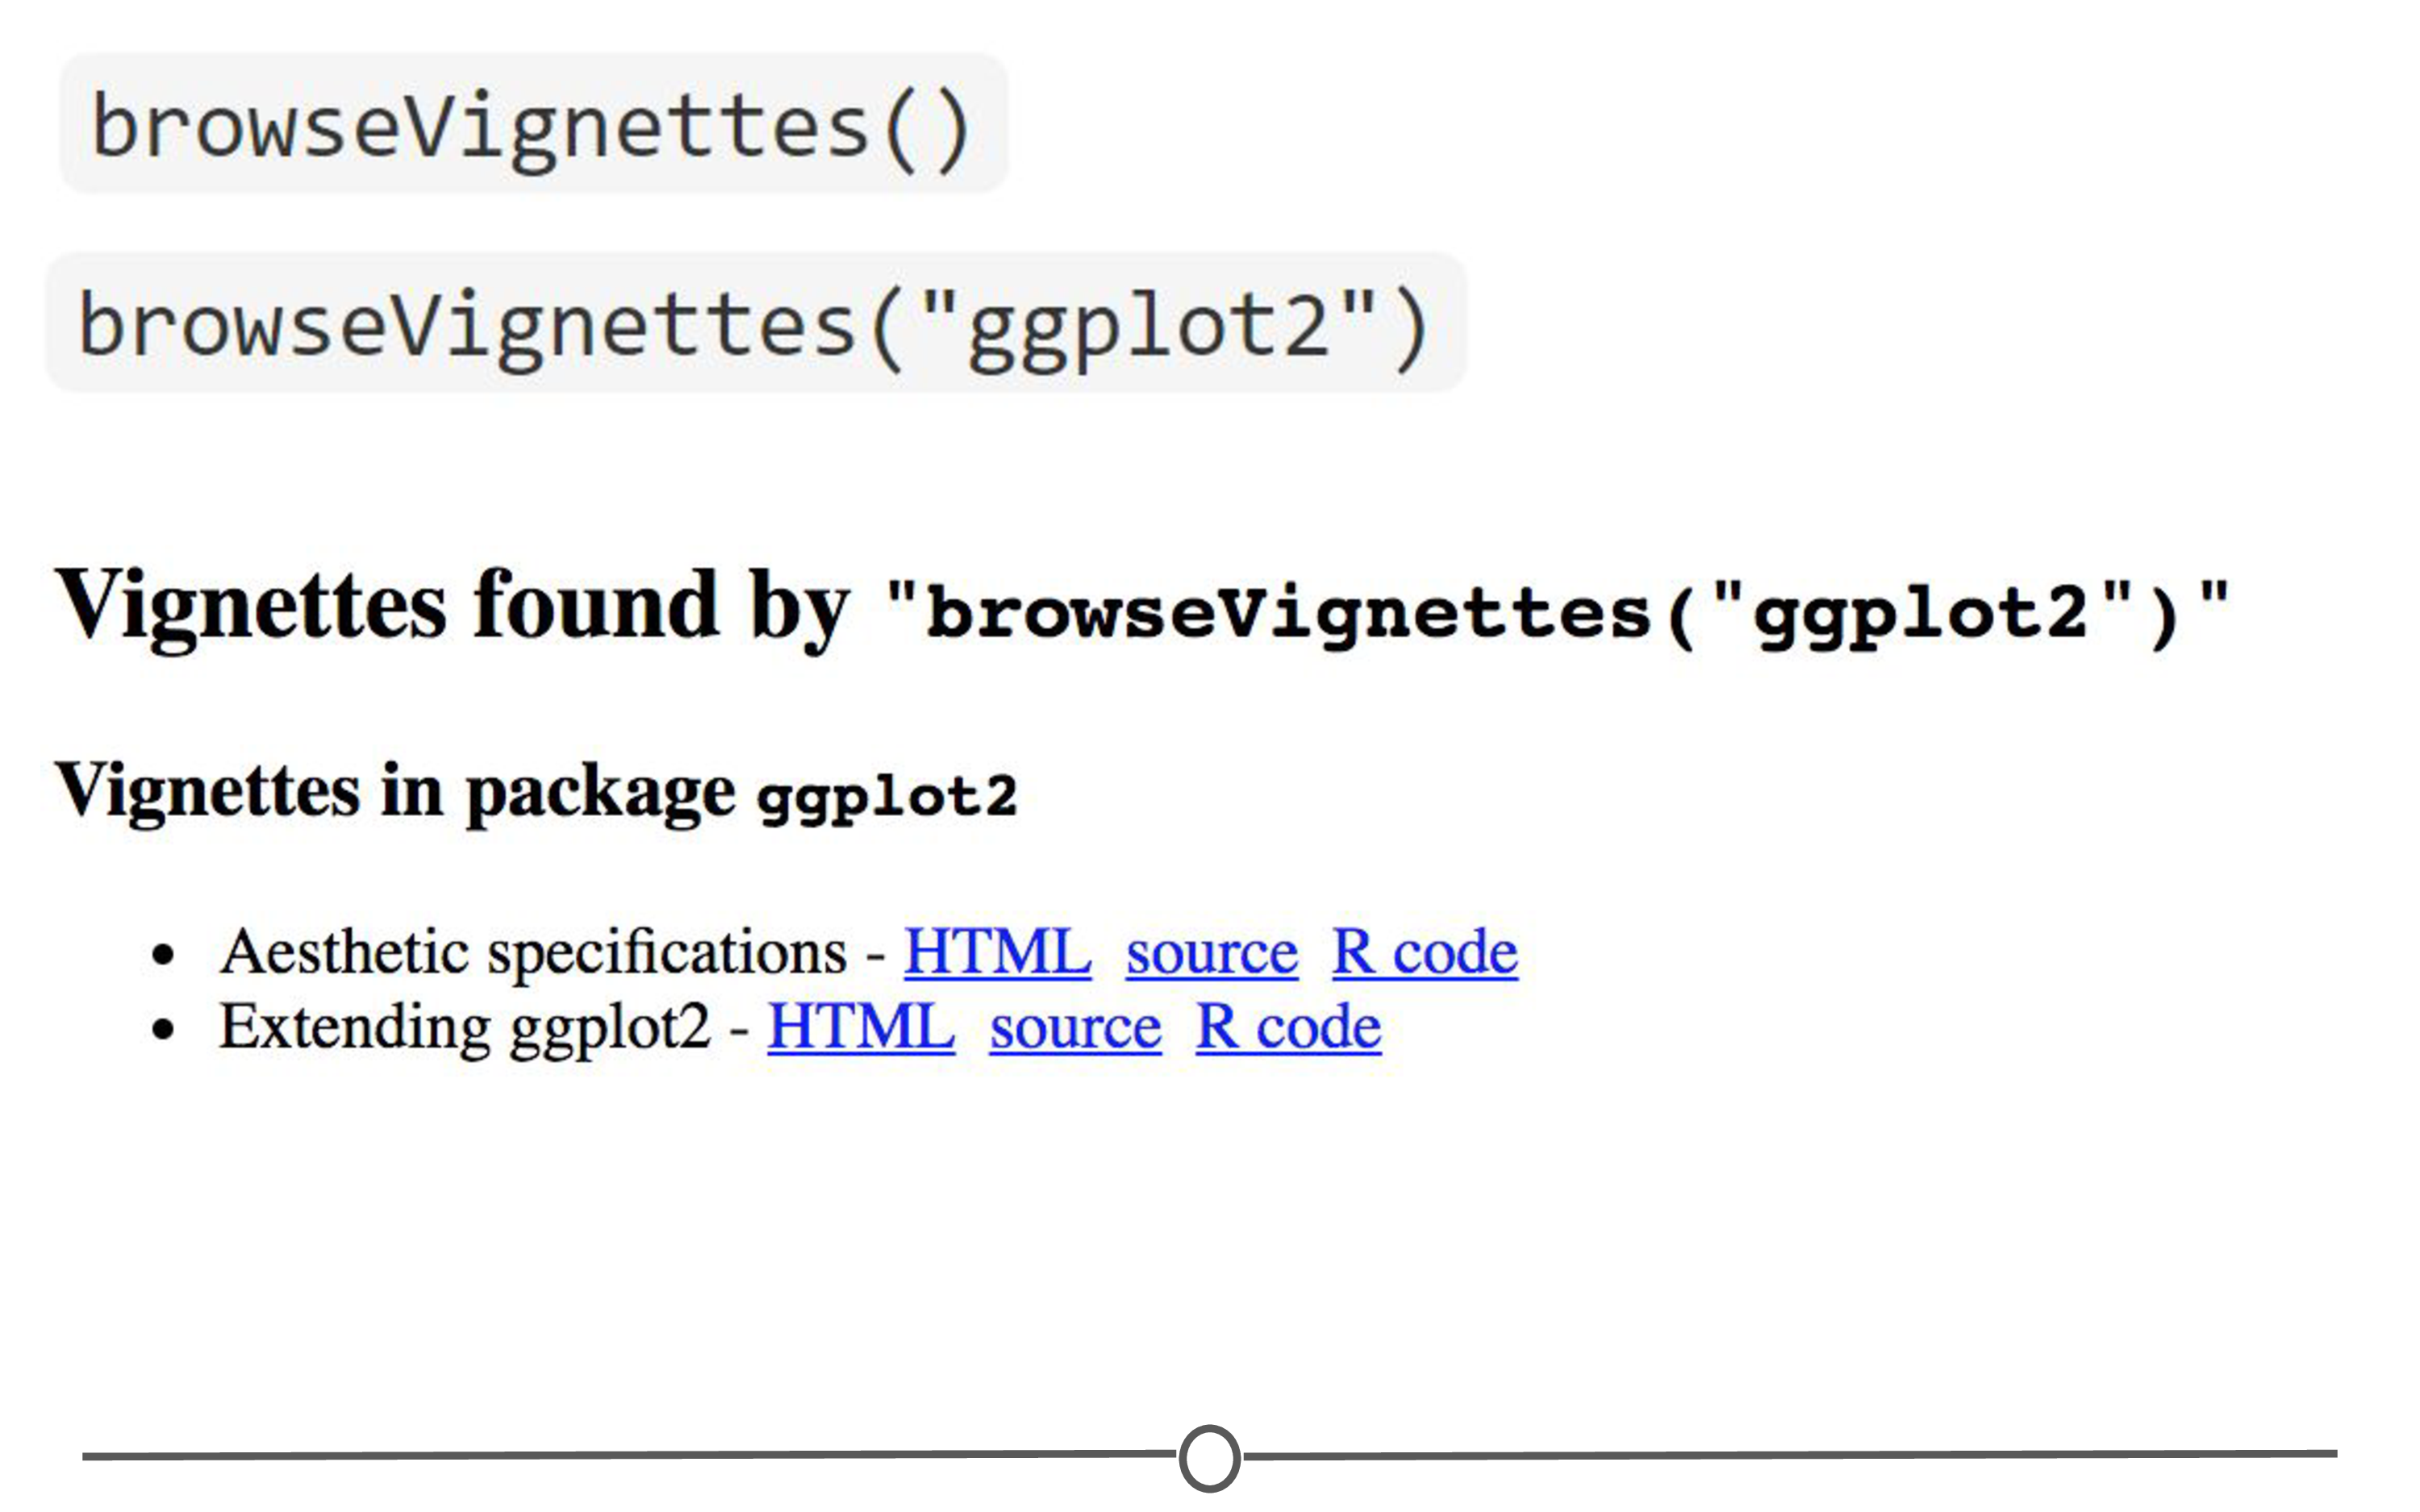 browseVignettes()
browseVignettes("ggplot2")
Vignettes found by "browseVignettes("ggplot2")"
Vignettes in package ggplot2
• Aesthetic specifications - HTML source R code
• Extending ggplot2 - HTML source R code